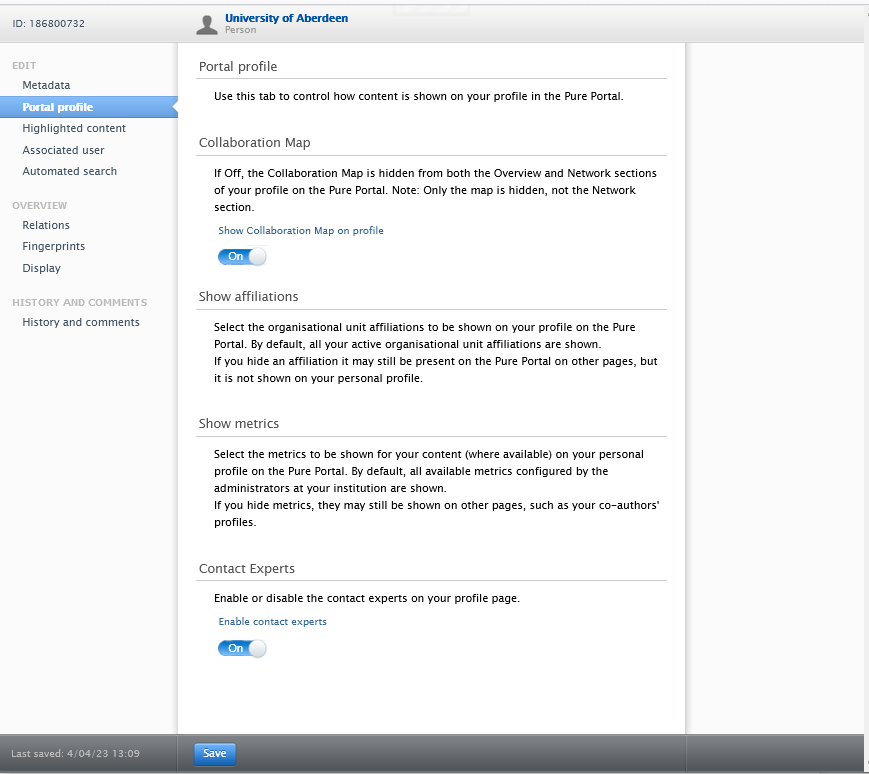 ID: 186800732
University of Aberdeen
Person
EDIT
Metadata
Portal profile
Highlighted content
Associated user
Automated search
OVERVIEW
Relations
Fingerprints
Display
HISTORY AND COMMENTS
History and comments
Portal profile
Use this tab to control how content is shown on your profile in the Pure Portal.
Collaboration Map
If Off, the Collaboration Map is hidden from both the Overview and Network sections
of your profile on the Pure Portal. Note: Only the map is hidden, not the Network
section.
Show Collaboration Map on profile
On
Show affiliations
Select the organisational unit affiliations to be shown on your profile on the Pure
Portal. By default, all your active organisational unit affiliations are shown.
If you hide an affiliation it may still be present on the Pure Portal on other pages, but
it is not shown on your personal profile.
Show metrics
Select the metrics to be shown for your content (where available) on your personal
profile on the Pure Portal. By default, all available metrics configured by the
administrators at your institution are shown.
If you hide metrics, they may still be shown on other pages, such as your co-authors'
profiles.
Contact Experts
Enable or disable the contact experts on your profile page.
Enable contact experts
On
Last saved: 4/04/23 13:09
Save